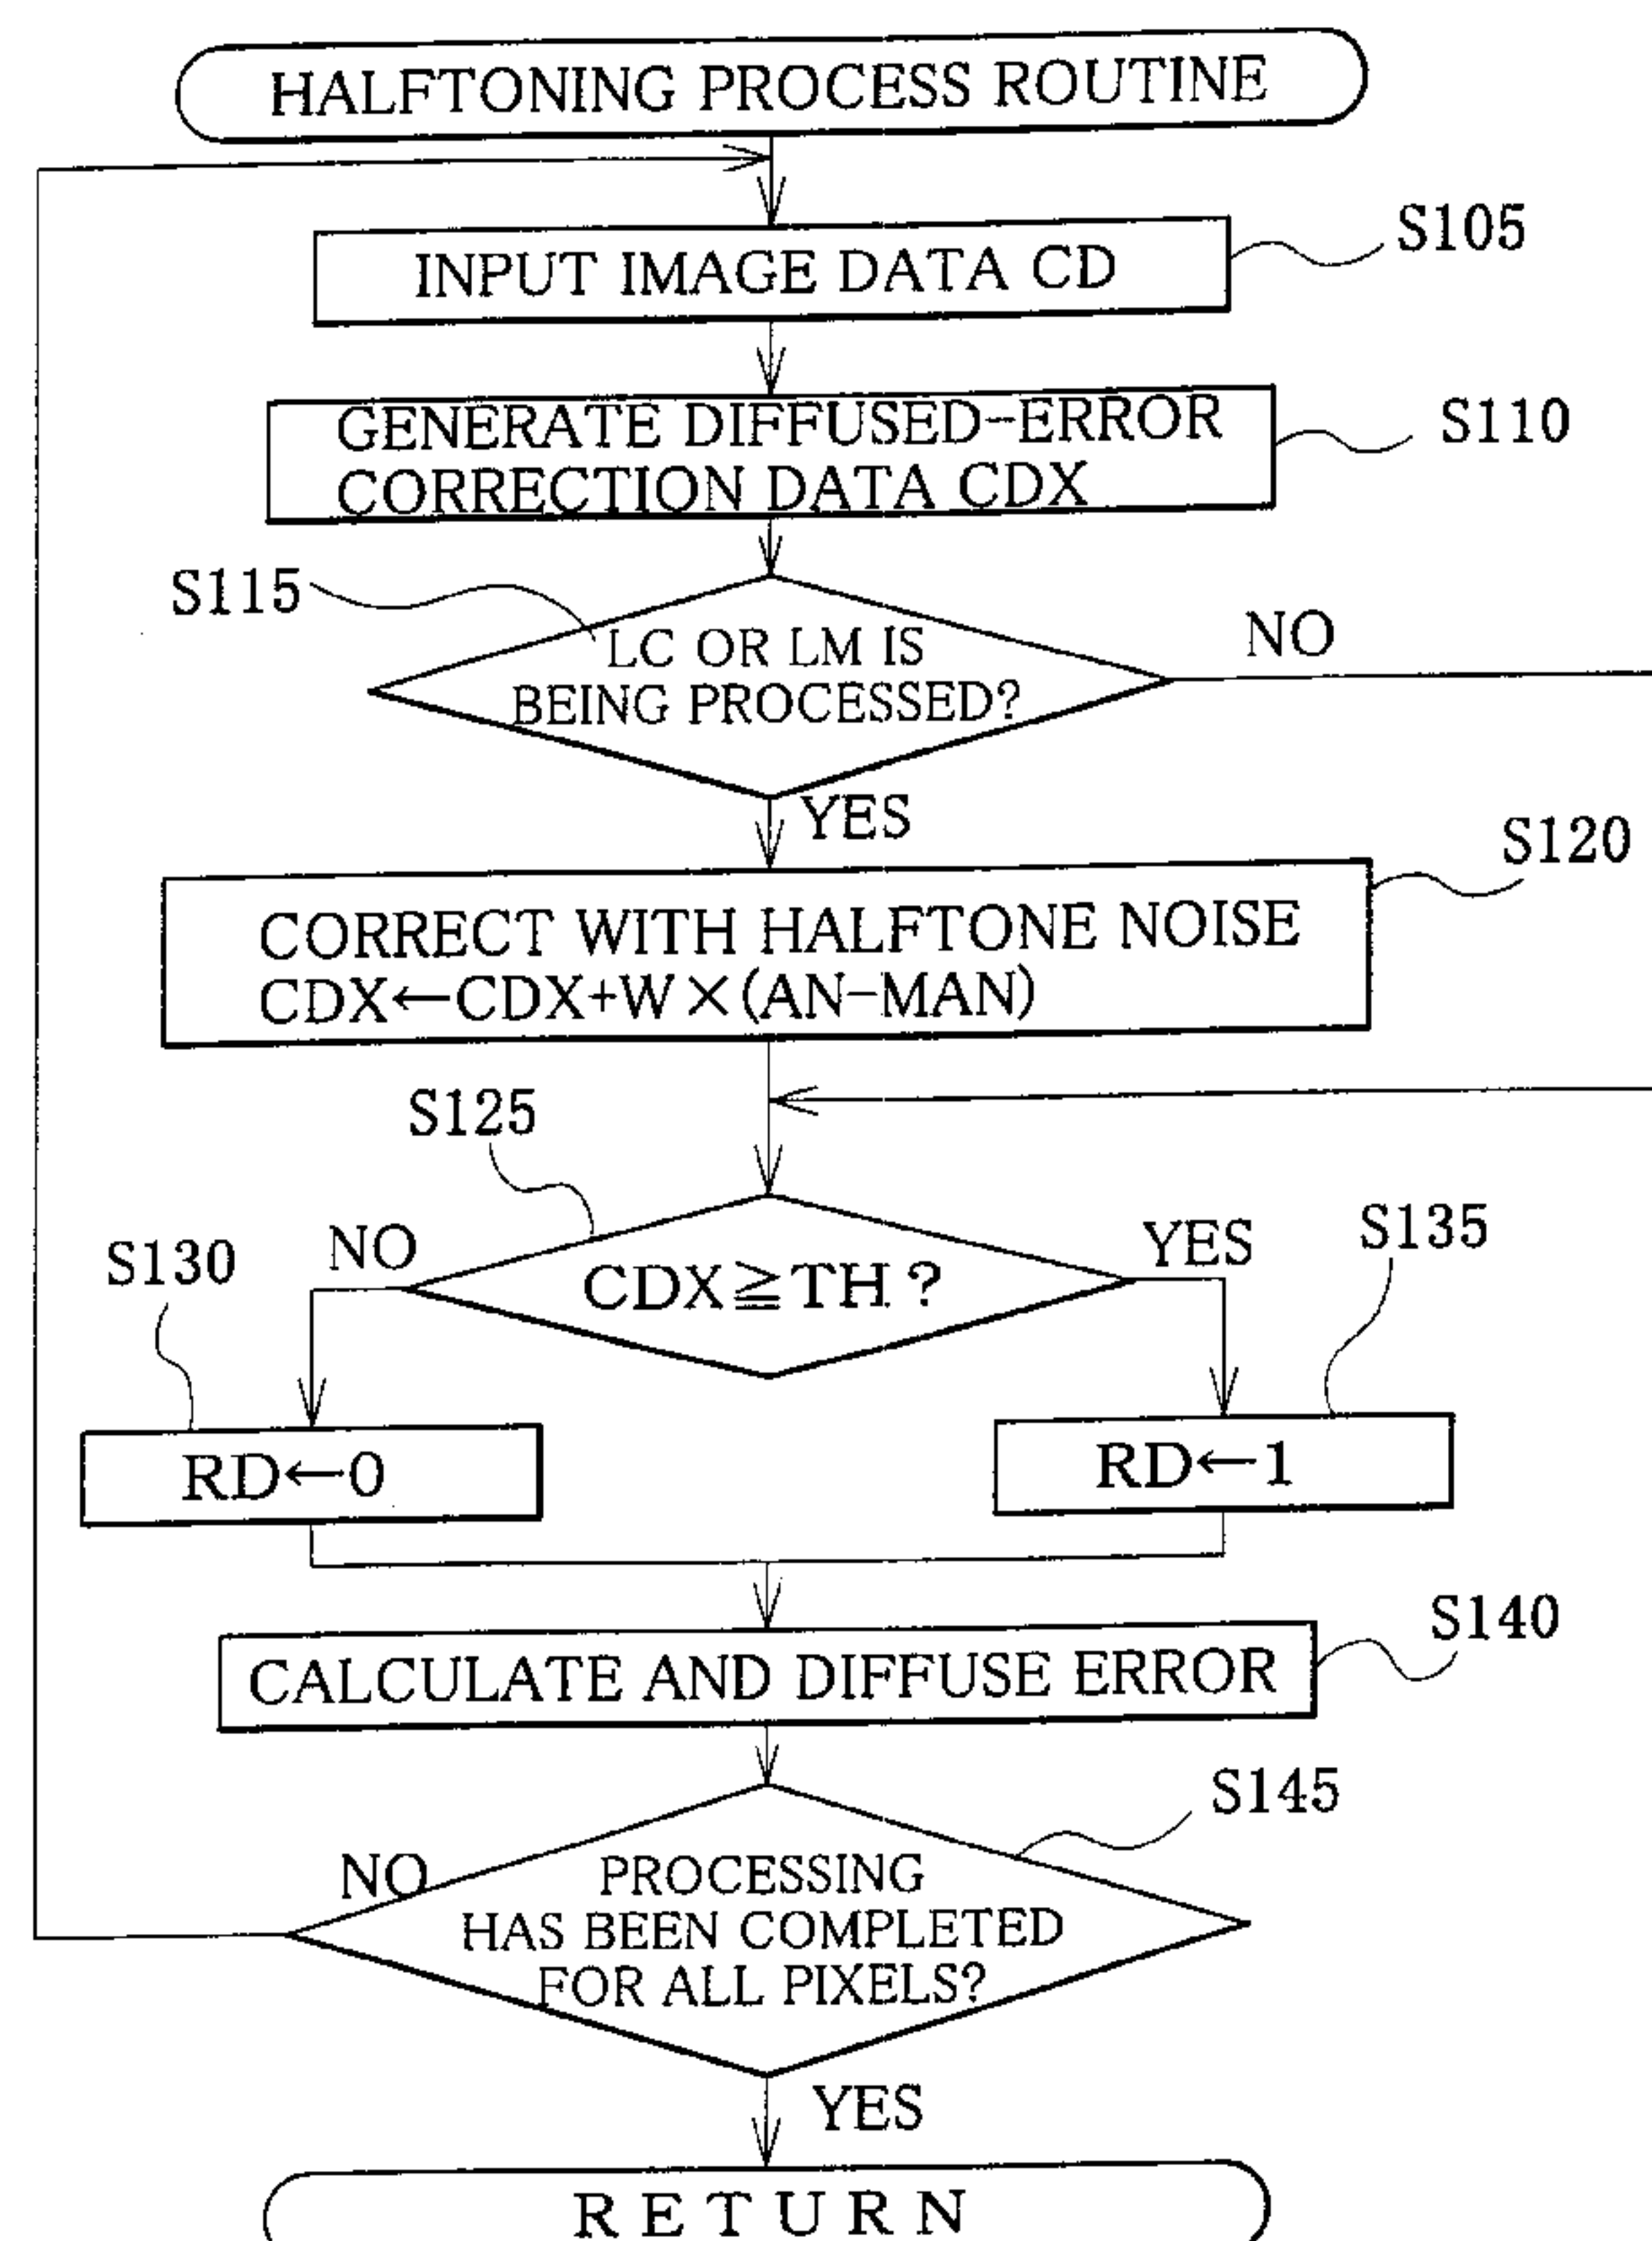 HALFTONING PROCESS ROUTINE
INPUT IMAGE DATA CD
S105
GENERATE DIFFUSED-ERROR
CORRECTION DATA CDX
S110
S115
LC OR LM IS
BEING PROCESSED?
NO
YES
S120
CORRECT WITH HALFTONE NOISE
CDX←CDX+W×(AN-MAN)
S125
NO
CDX≧TH?
YES
S130
S135
RD←0
RD←1
S140
CALCULATE AND DIFFUSE ERROR
S145
NO
PROCESSING
HAS BEEN COMPLETED
FOR ALL PIXELS?
YES
RETURN